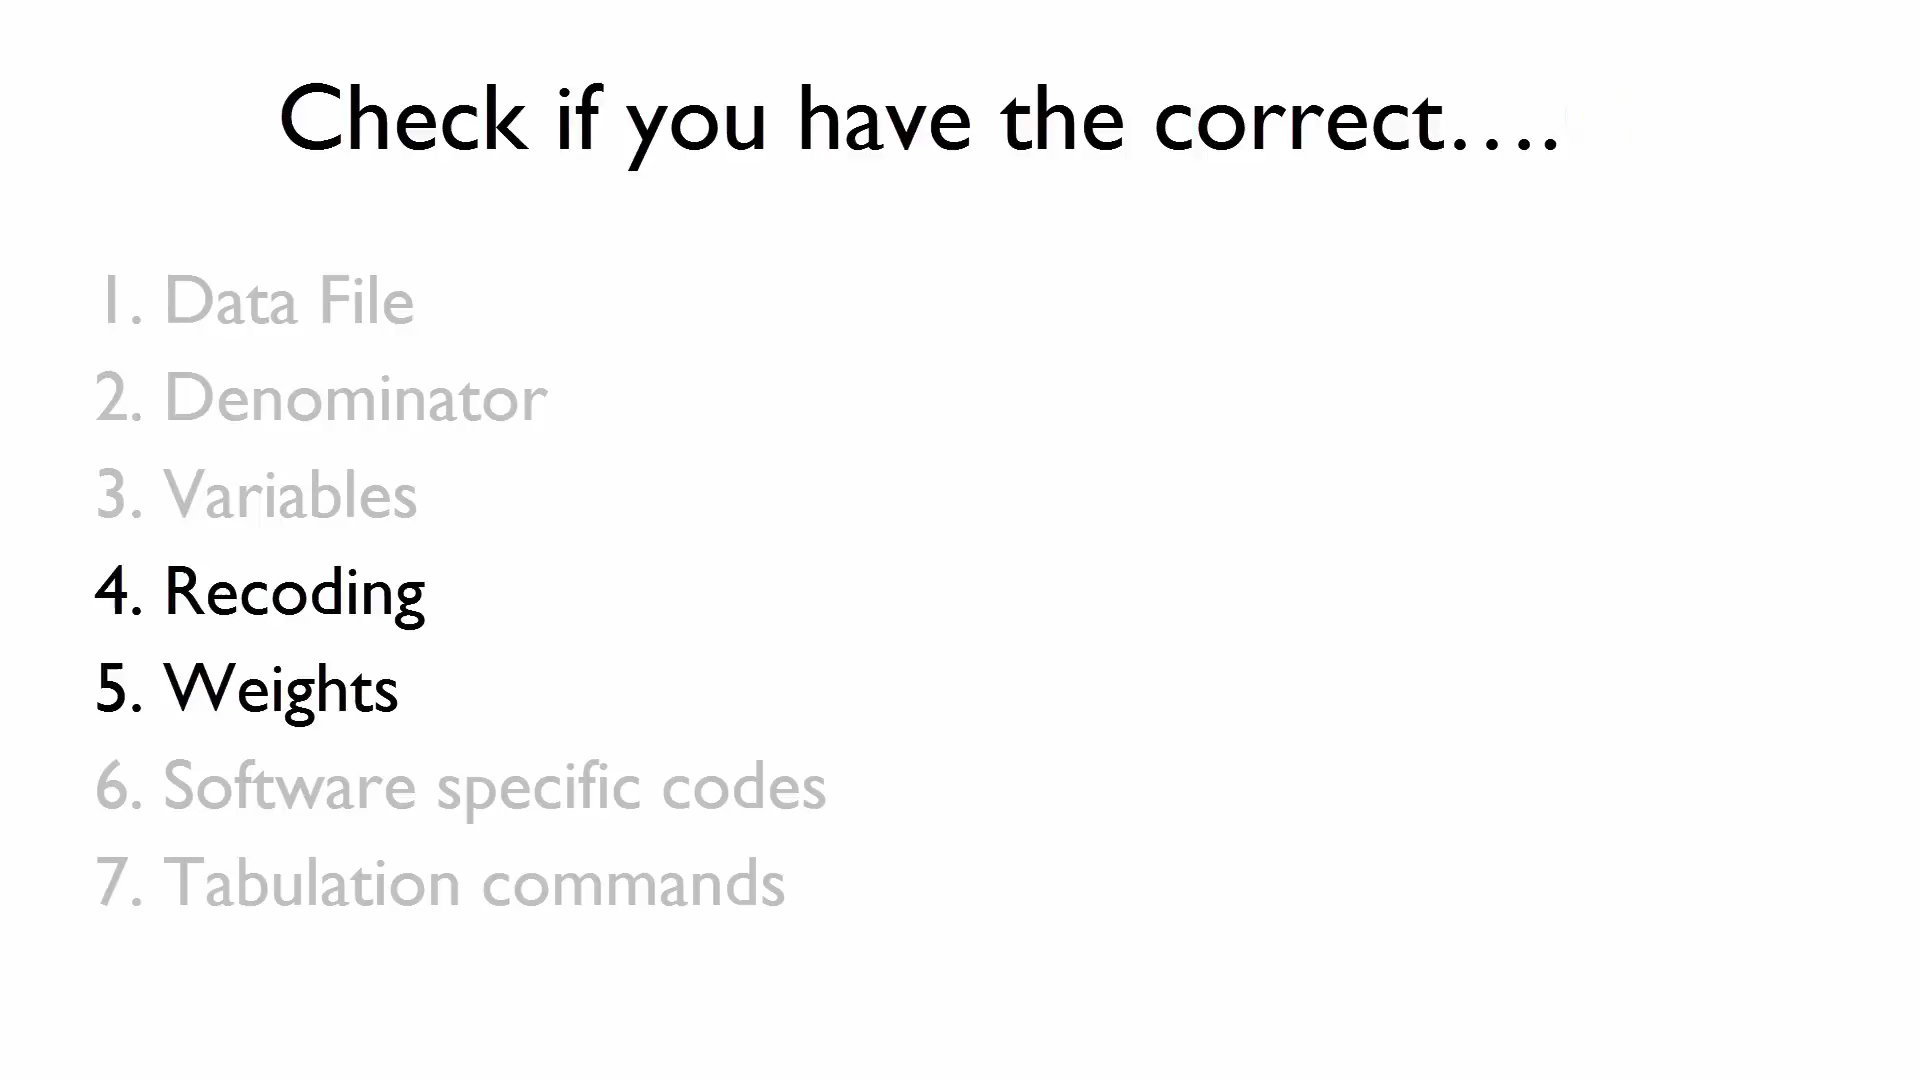 Check if you have the correct….
1. Data File
2. Denominator
3. Variables
4. Recoding
5. Weights
6. Software specific codes
7. Tabulation commands